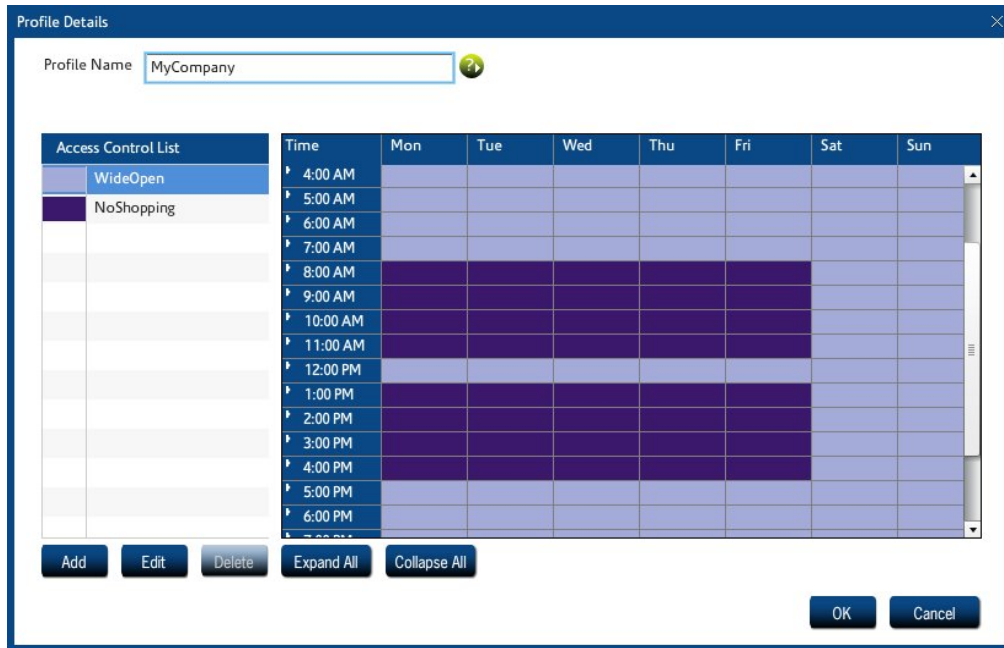 Profile Details
Profile Name MyCompany
Access Control List
WideOpen
NoShopping
Time Mon Tue Wed Thu Fri Sat Sun
4:00 AM
5:00 AM
6:00 AM
7:00 AM
8:00 AM
9:00 AM
10:00 AM
11:00 AM
12:00 PM
1:00 PM
2:00 PM
3:00 PM
4:00 PM
5:00 PM
6:00 PM
Add Edit Delete Expand All Collapse All
OK Cancel